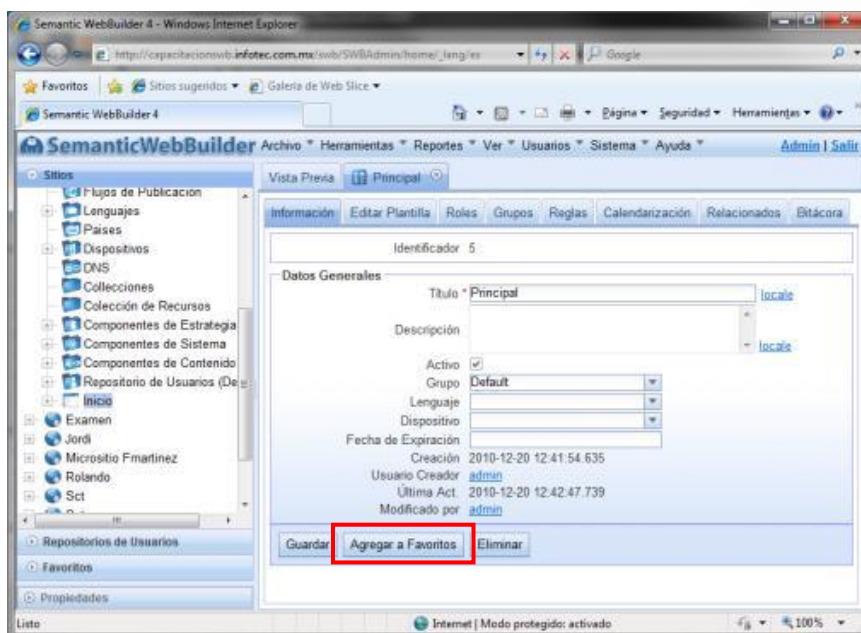 Semantic WebBuilder 4 - Windows Internet Explorer
http://capacitacionswb.infotec.com.mx/swb/SWBAdmin/home/_lang/es
Google
Favoritos
Sitios sugeridos
Galería de Web Slice
Semantic WebBuilder 4
Página
Seguridad
Herramientas
SemanticWebBuilder
Archivo
Herramientas
Reportes
Ver
Usuarios
Sistema
Ayuda
Admin | Salir
Sitios
Flujos de Publicación
Lenguajes
Paises
Dispositivos
DNS
Collecciones
Colección de Recursos
Componentes de Estrategia
Componentes de Sistema
Componentes de Contenido
Repositorio de Usuarios (De
Inicio
Examen
Jordi
Micrositio Fmartinez
Rolando
Sct
Repositorios de Usuarios
Favoritos
Propiedades
Vista Previa
Principal
Información
Editar Plantilla
Roles
Grupos
Reglas
Calendarización
Relacionados
Bitácora
Identificador 5
Datos Generales
Título * Principal locale
Descripción locale
Activo
Grupo Default
Lenguaje
Dispositivo
Fecha de Expiración
Creación 2010-12-20 12:41:54.635
Usuario Creador admin
Última Act. 2010-12-20 12:42:47.739
Modificado por admin
Guardar
Agregar a Favoritos
Eliminar
Listo
Internet | Modo protegido: activado
100%